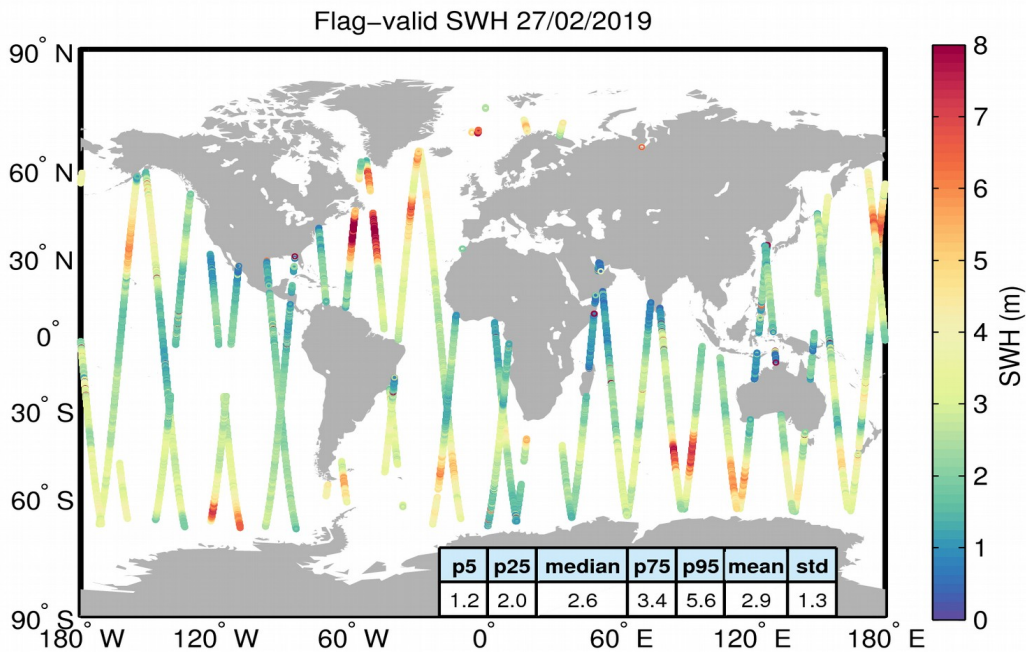 Flag−valid SWH 27/02/2019
90° N
60° N
30° N
0°
30° S
60° S
90° S
180° W
120° W
60° W
0°
60° E
120° E
180° E
8
7
6
5
4
3
2
1
0
SWH (m)
p5 p25 median p75 p95 mean std
1.2 2.0 2.6 3.4 5.6 2.9 1.3